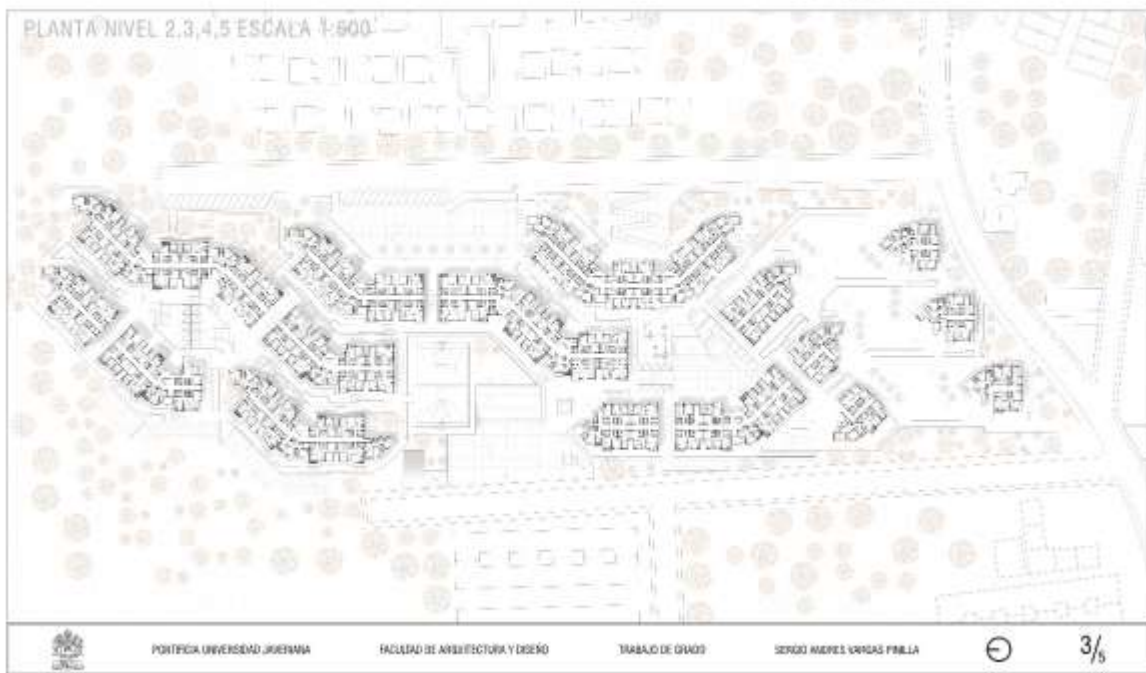 PLANTA NIVEL 2,3,4,5 ESCALA 1:600
PONTIFICIA UNIVERSIDAD JAVERIANA
FACULTAD DE ARQUITECTURA Y DISEÑO
TRABAJO DE GRADO
SERGIO ANDRES VARGAS PINILLA
3/5